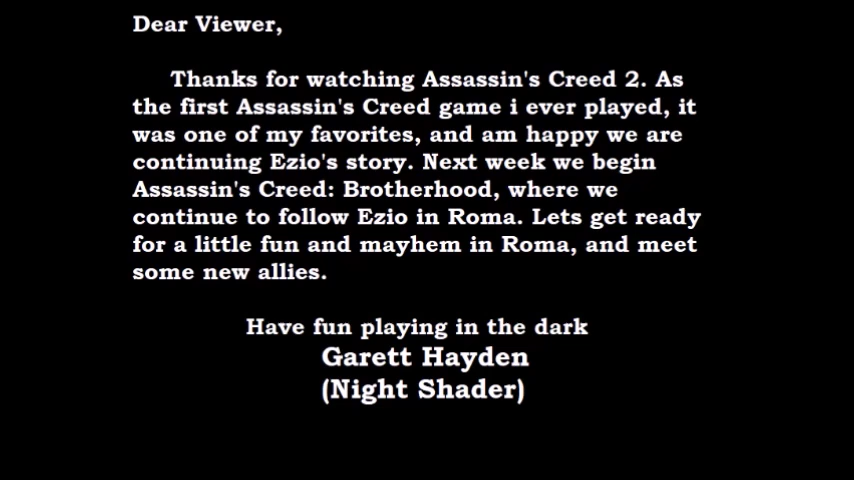 Dear Viewer,
Thanks for watching Assassin's Creed 2. As
the first Assassin's Creed game i ever played, it
was one of my favorites, and am happy we are
continuing Ezio's story. Next week we begin
Assassin's Creed: Brotherhood, where we
continue to follow Ezio in Roma. Lets get ready
for a little fun and mayhem in Roma, and meet
some new allies.
Have fun playing in the dark
Garett Hayden
(Night Shader)